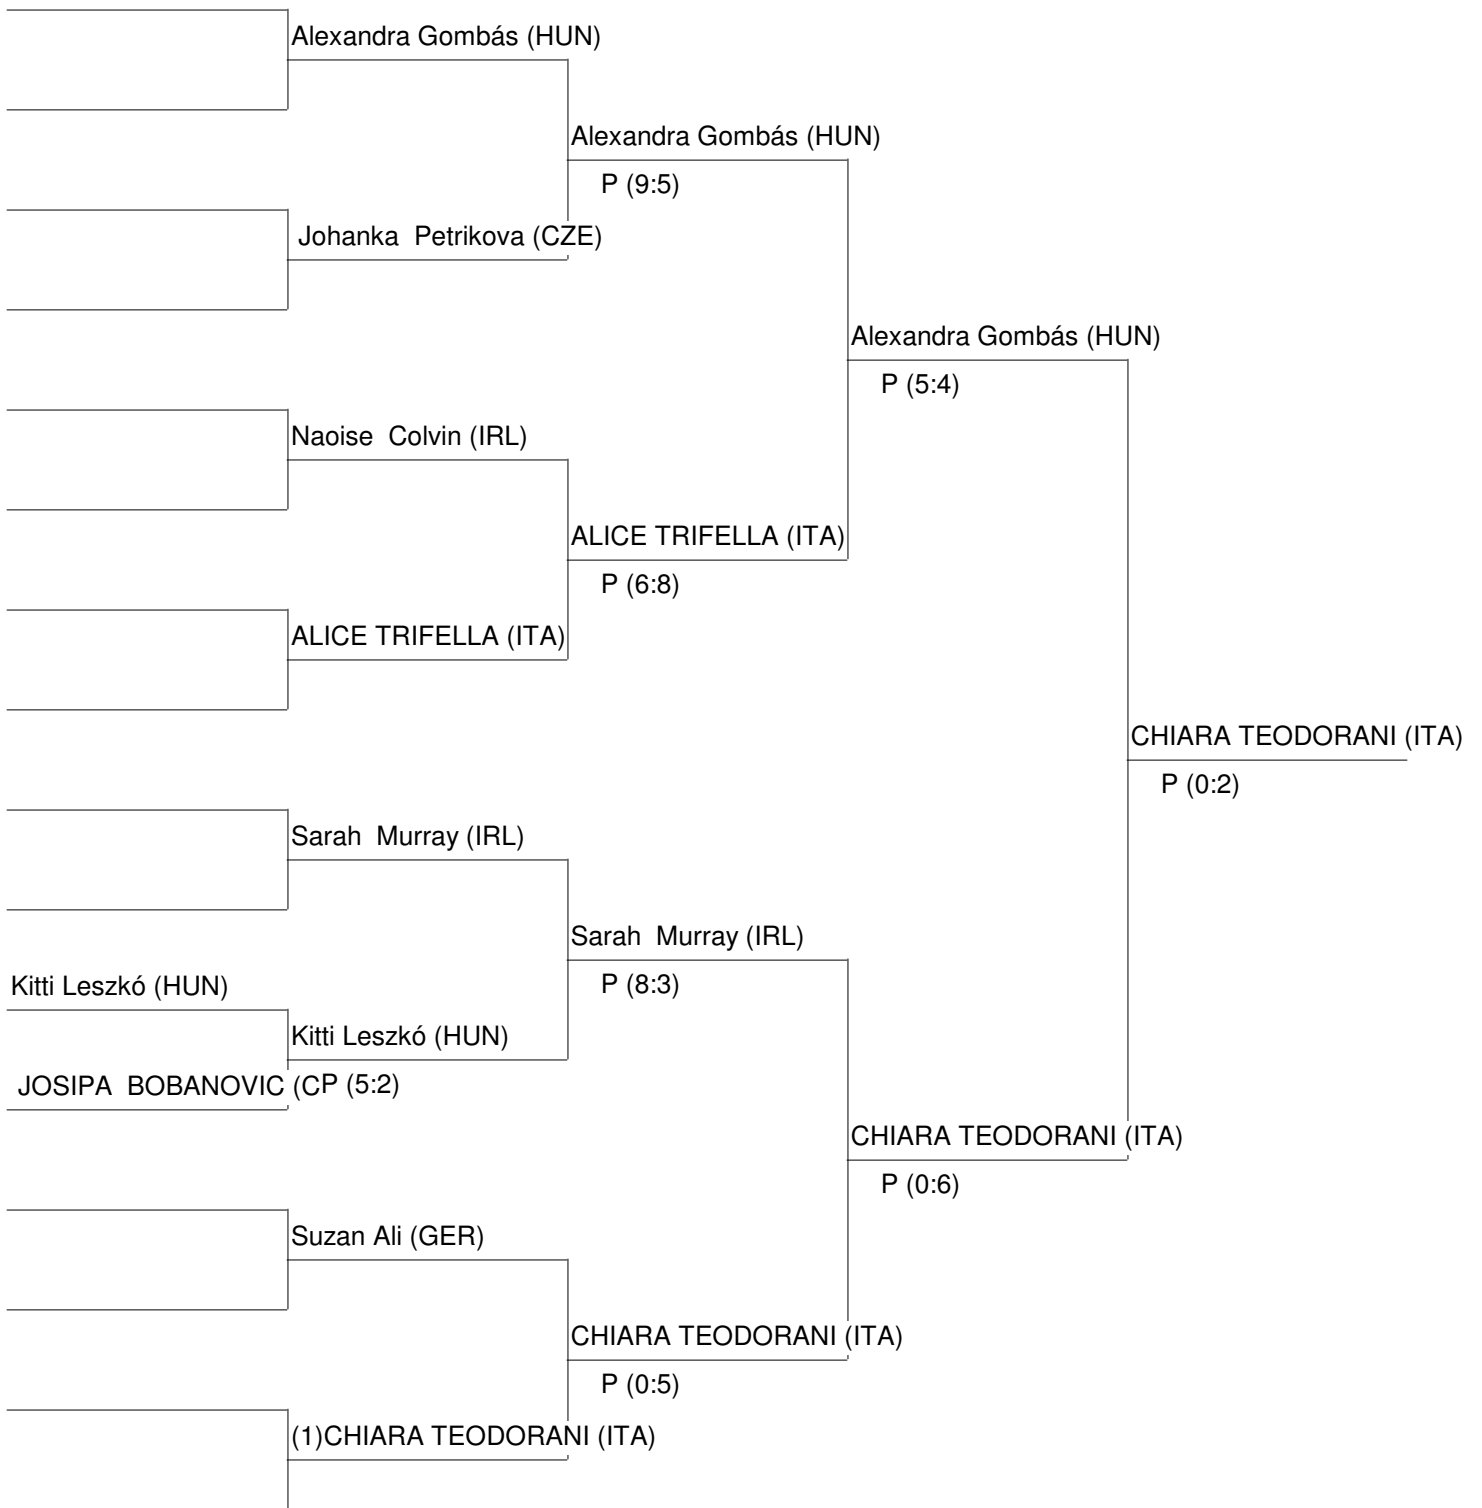 Alexandra Gombás (HUN)
Alexandra Gombás (HUN)
P (9:5)
Johanka  Petrikova (CZE)
Alexandra Gombás (HUN)
P (5:4)
Naoise  Colvin (IRL)
ALICE TRIFELLA (ITA)
P (6:8)
ALICE TRIFELLA (ITA)
CHIARA TEODORANI (ITA)
P (0:2)
Sarah  Murray (IRL)
Sarah  Murray (IRL)
P (8:3)
Kitti Leszkó (HUN)
Kitti Leszkó (HUN)
JOSIPA  BOBANOVIC (C
P (5:2)
CHIARA TEODORANI (ITA)
P (0:6)
Suzan Ali (GER)
CHIARA TEODORANI (ITA)
P (0:5)
(1)CHIARA TEODORANI (ITA)